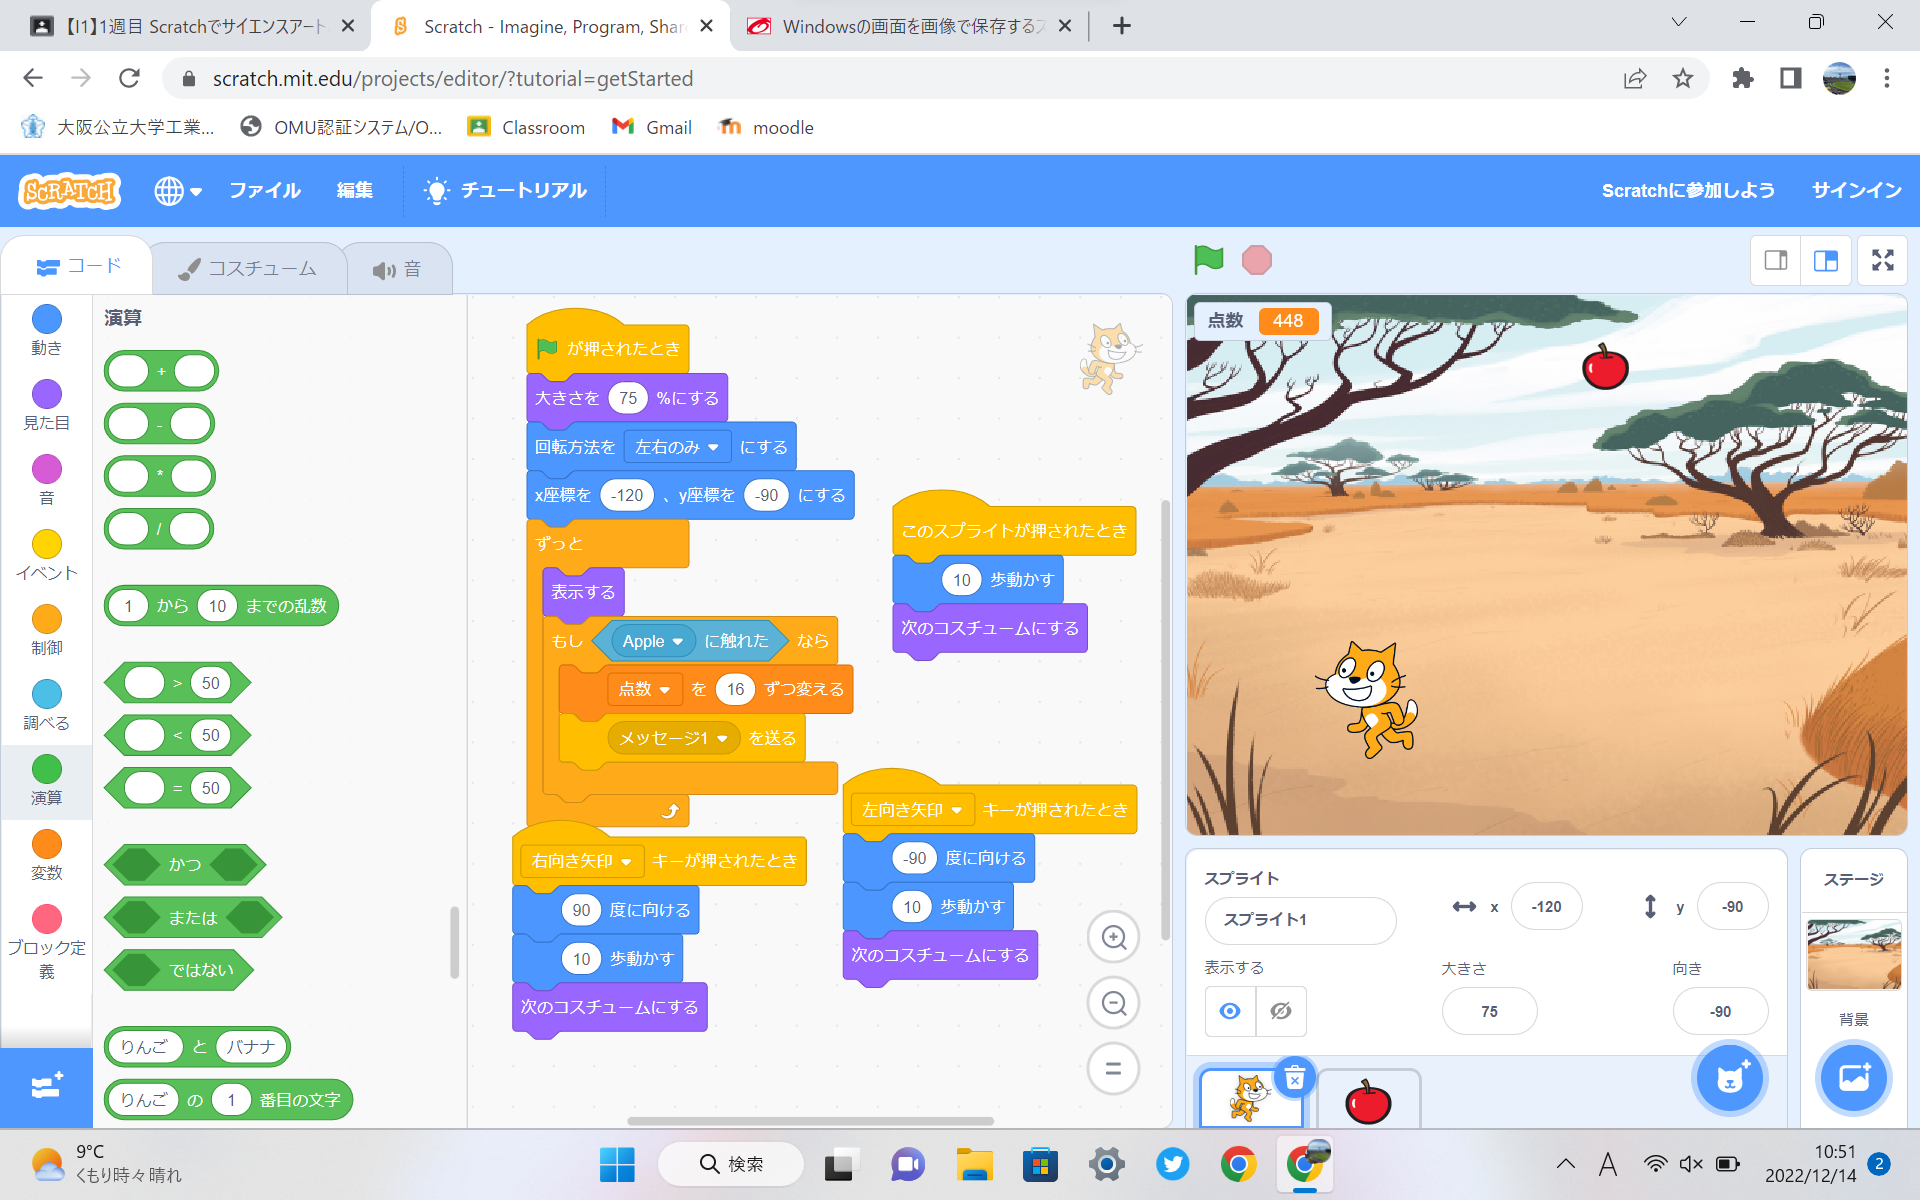 【I1】1週目 Scratchでサイエンスアート
Scratch - Imagine, Program, Shar
Windowsの画面を画像で保存する
scratch.mit.edu/projects/editor/?tutorial=getStarted
大阪公立大学工業...
OMU認証システム/O...
Classroom
Gmail
moodle
SCRATCH
ファイル
編集
チュートリアル
Scratchに参加しよう
サインイン
コード
コスチューム
音
動き
見た目
音
イベント
制御
調べる
演算
変数
ブロック定
義
演算
+
-
*
/
1 から 10 までの乱数
> 50
< 50
= 50
かつ
または
ではない
りんご と バナナ
りんご の 1 番目の文字
が押されたとき
大きさを 75 %にする
回転方法を 左右のみ にする
x座標を -120 、y座標を -90 にする
ずっと
表示する
もし Apple に触れた なら
点数 を 16 ずつ変える
メッセージ1 を送る
右向き矢印 キーが押されたとき
90 度に向ける
10 歩動かす
次のコスチュームにする
このスプライトが押されたとき
10 歩動かす
次のコスチュームにする
左向き矢印 キーが押されたとき
-90 度に向ける
10 歩動かす
次のコスチュームにする
点数 448
スプライト
スプライト1
x -120
y -90
表示する
大きさ
75
向き
-90
ステージ
背景
9°C
くもり時々晴れ
検索
A
10:51
2022/12/14
2